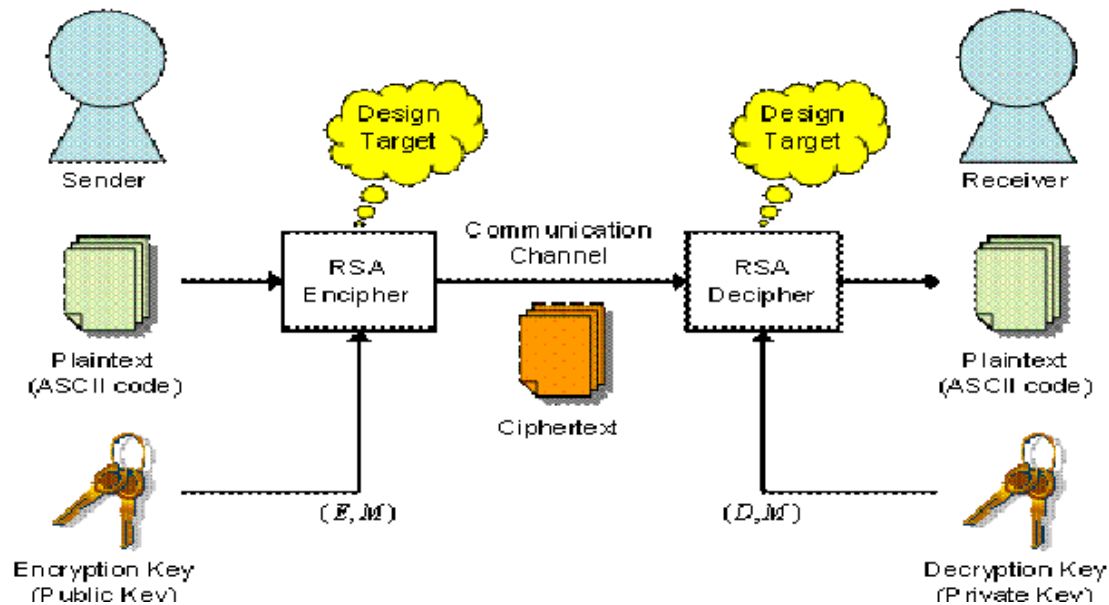 Design
Target
Design
Target
Sender
Receiver
Communication
Channel
RSA
Encipher
RSA
Decipher
Plaintext
(ASCII code)
Ciphertext
Plaintext
(ASCII code)
(E,M)
(D,M)
Encryption Key
(Public Key)
Decryption Key
(Private Key)